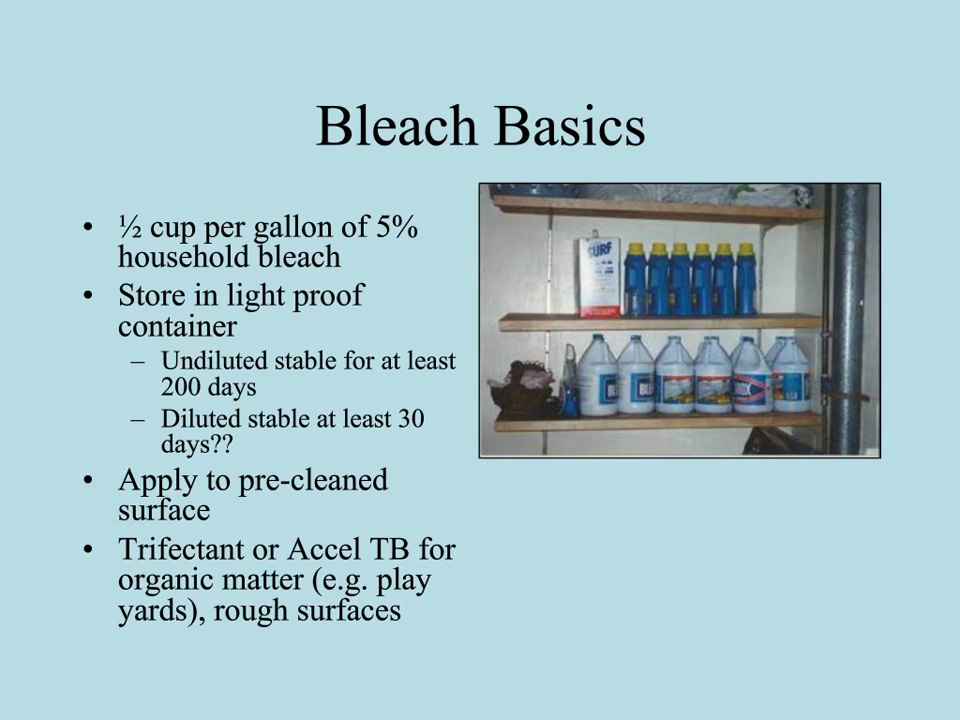 Bleach Basics
• ½ cup per gallon of 5%
household bleach
• Store in light proof
container
– Undiluted stable for at least
200 days
– Diluted stable at least 30
days??
• Apply to pre-cleaned
surface
• Trifectant or Accel TB for
organic matter (e.g. play
yards), rough surfaces
SURF